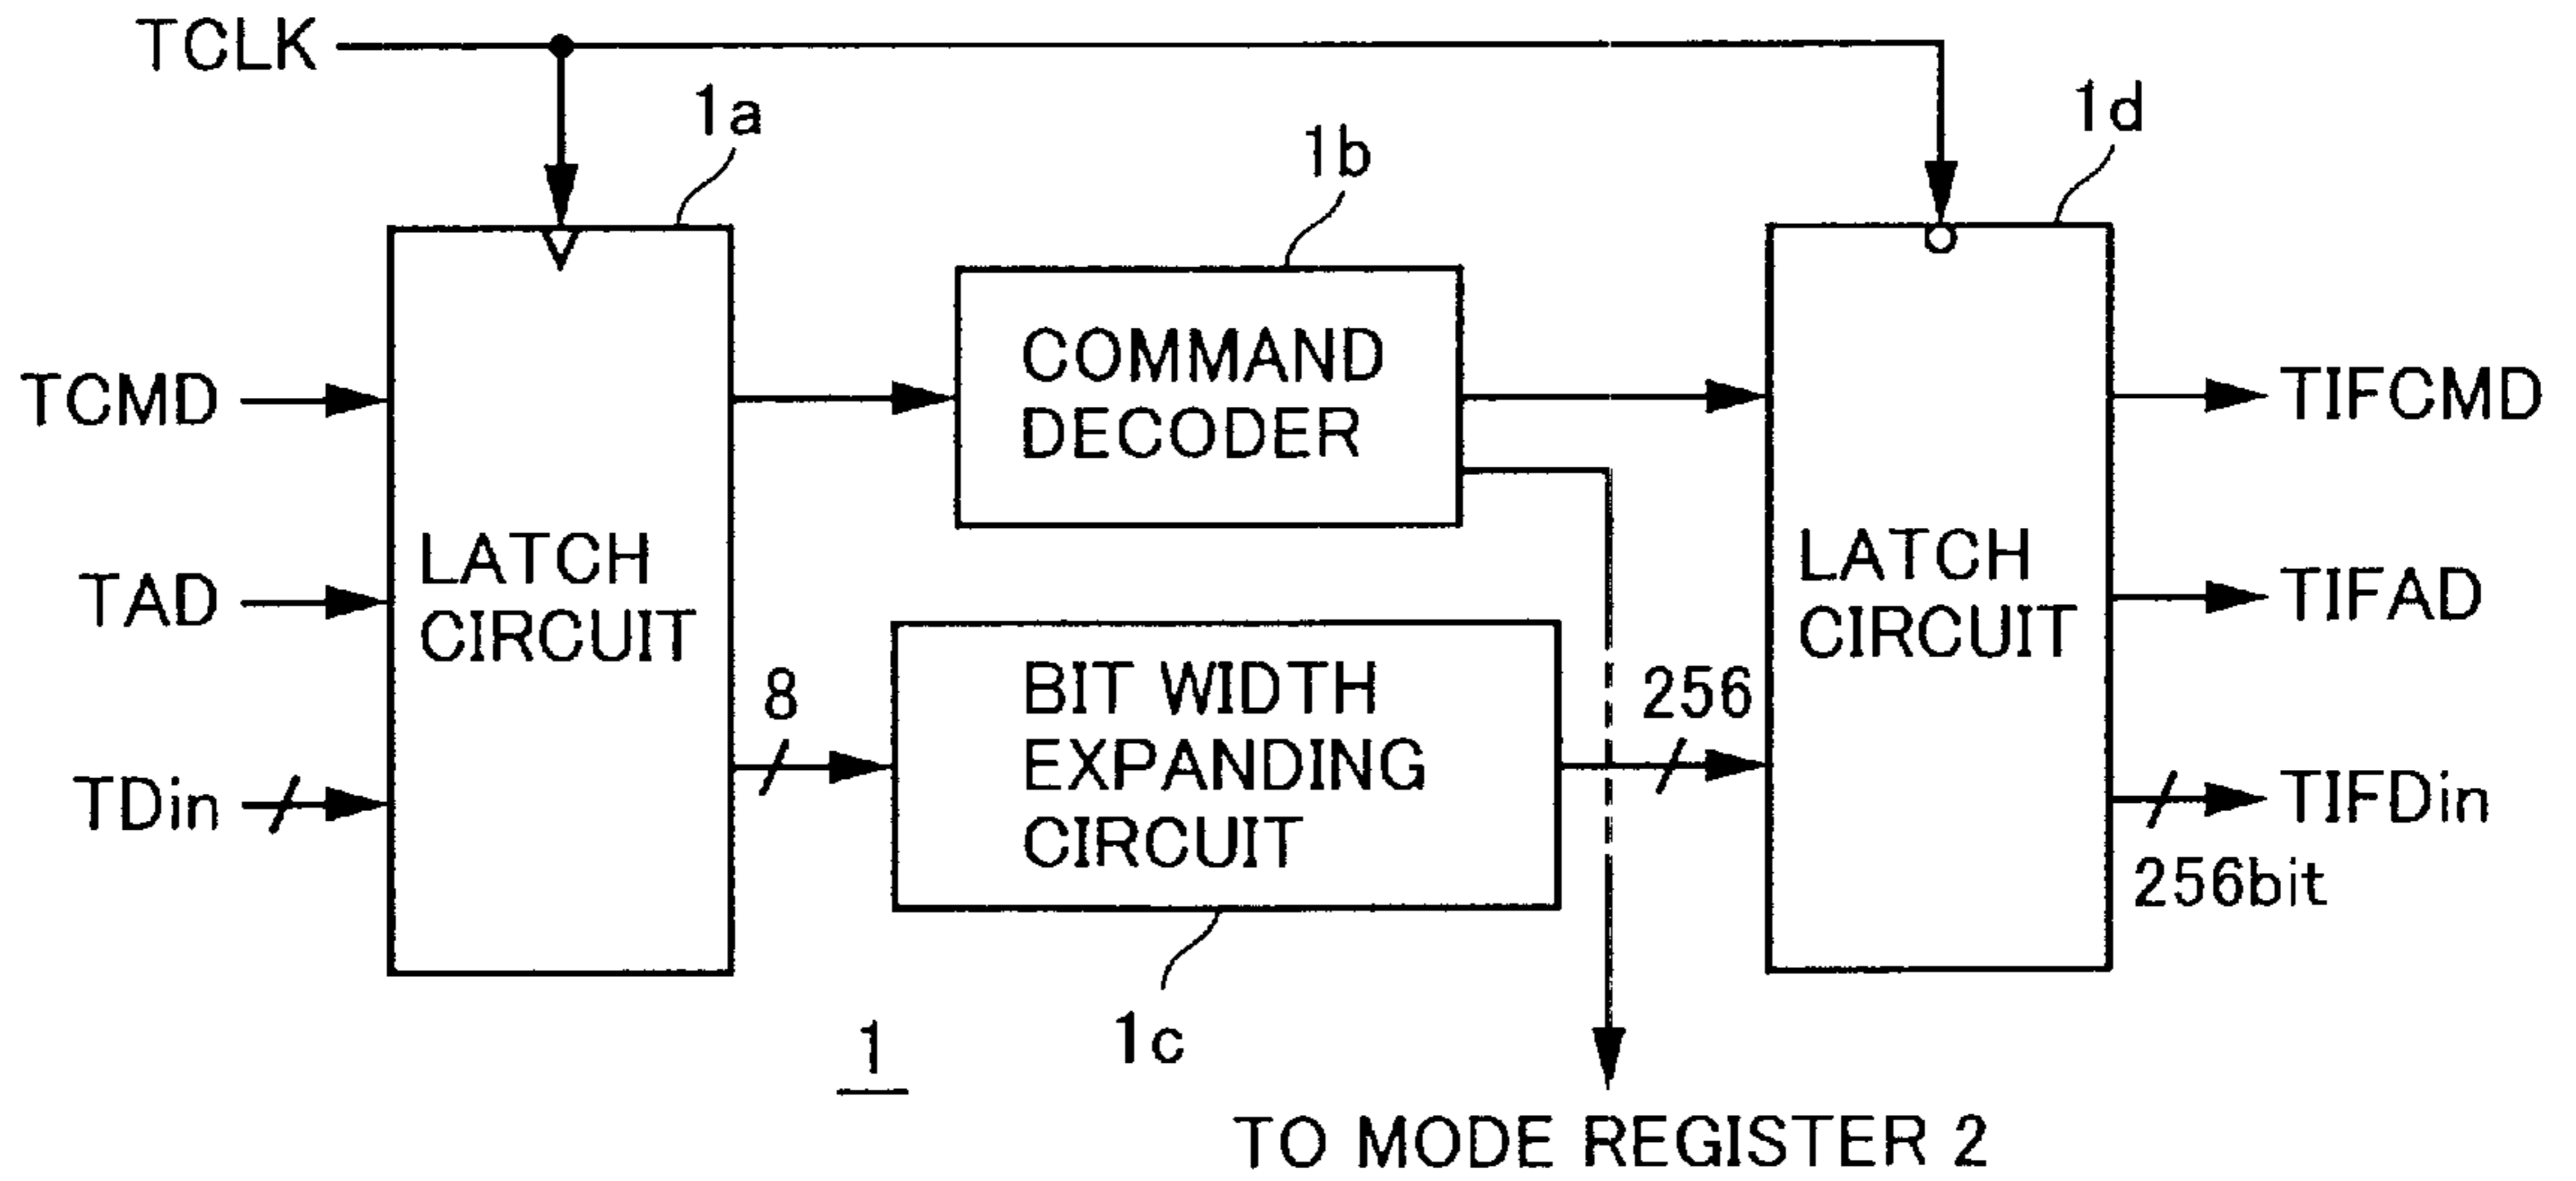 TCLK
1a
1b
1d
TCMD
COMMAND
DECODER
TIFCMD
TAD
LATCH
CIRCUIT
LATCH
CIRCUIT
TIFAD
8
BIT WIDTH
EXPANDING
CIRCUIT
256
TDin
TIFDin
256bit
1
1c
TO MODE REGISTER 2